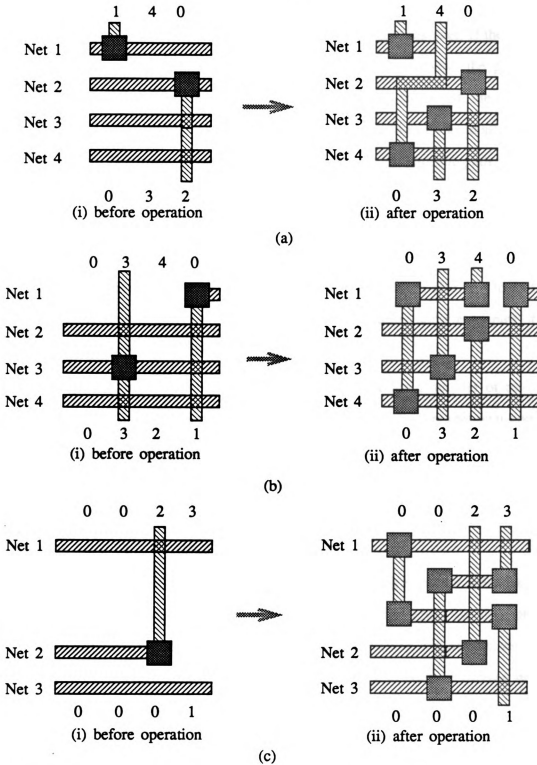 1 4 0 1 4 0
Net 1 Net 1
Net 2 Net 2
Net 3 Net 3
Net 4 Net 4
0 3 2 0 3 2
(i) before operation (ii) after operation
(a)
0 3 4 0 0 3 4 0
Net 1 Net 1
Net 2 Net 2
Net 3 Net 3
Net 4 Net 4
0 3 2 1 0 3 2 1
(i) before operation (ii) after operation
(b)
0 0 2 3 0 0 2 3
Net 1 Net 1
Net 2 Net 2
Net 3 Net 3
0 0 0 1 0 0 0 1
(i) before operation (ii) after operation
(c)